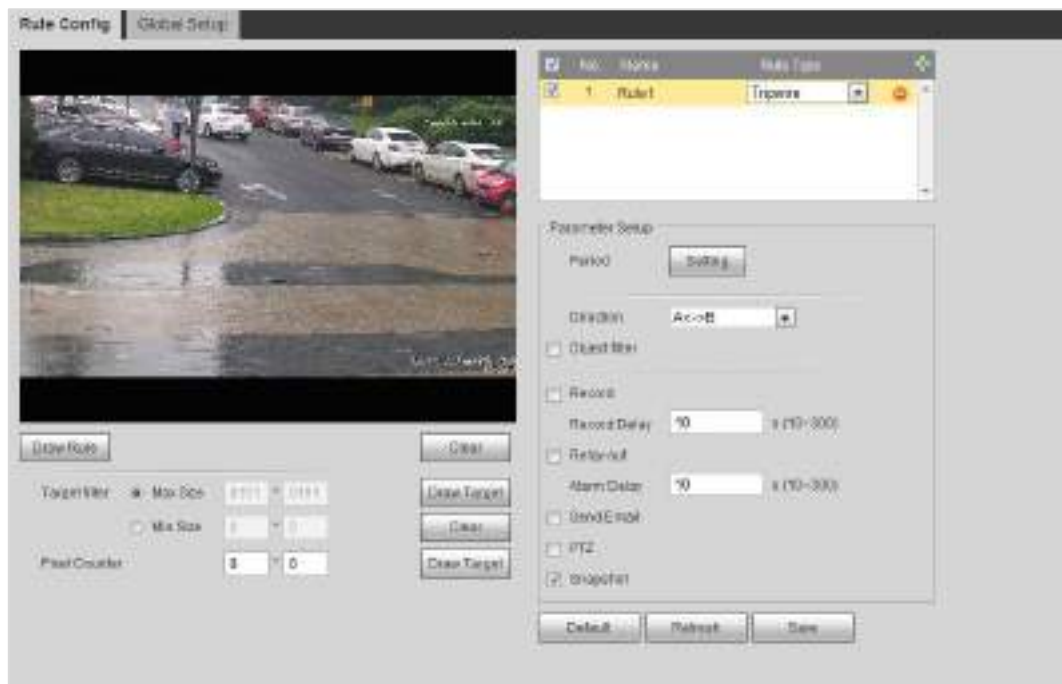 Rule Config Global Setup
No. Name Rule Type
1 Rule1 Tripwire
Parameter Setup
Period Setting
Direction A<->B
Object filter
Record
Record Delay 10 s (10~300)
Relay-out
Alarm Delay 10 s (10~300)
Send Email
PTZ
Snapshot
Default Refresh Save
Draw Rule Clear
Target filter Max Size * Draw Target
Min Size 0 * 0 Clear
Pixel Counter 0 * 0 Draw Target